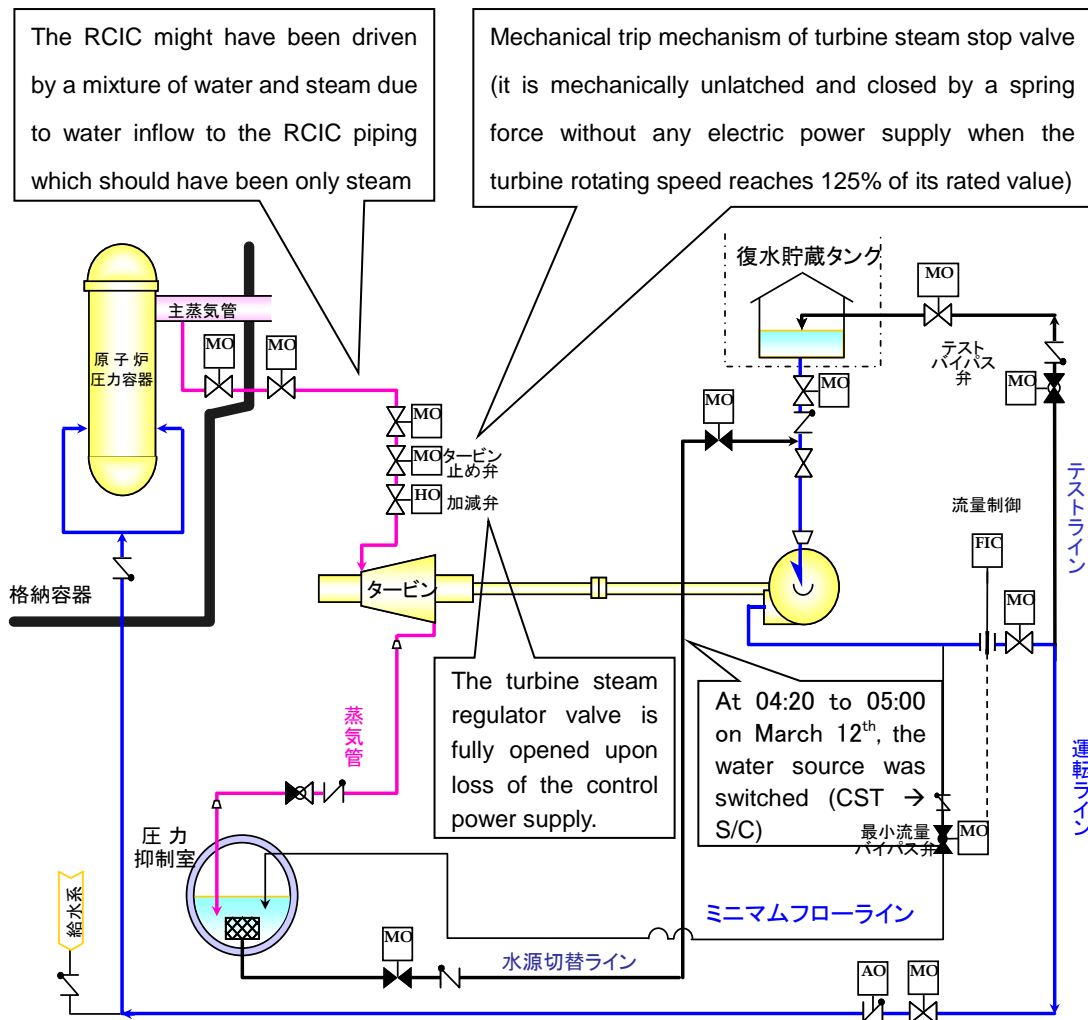 The RCIC might have been driven
by a mixture of water and steam due
to water inflow to the RCIC piping
which should have been only steam
Mechanical trip mechanism of turbine steam stop valve
(it is mechanically unlatched and closed by a spring
force without any electric power supply when the
turbine rotating speed reaches 125% of its rated value)
復水貯蔵タンク
MO
主蒸気管
原子炉
圧力容器
MO
MO
テスト
バイパス
弁
MO
MO
MO
MO
MO
タービン
止め弁
HO
加減弁
テストライン
流量制御
FIC
MO
タービン
格納容器
The turbine steam
regulator valve is
fully opened upon
loss of the control
power supply.
At 04:20 to 05:00
on March 12th, the
water source was
switched (CST →
S/C)
蒸気管
運転ライン
最小流量
バイパス弁
MO
圧力
抑制室
給水系
ミニマムフローライン
MO
水源切替ライン
AO
MO